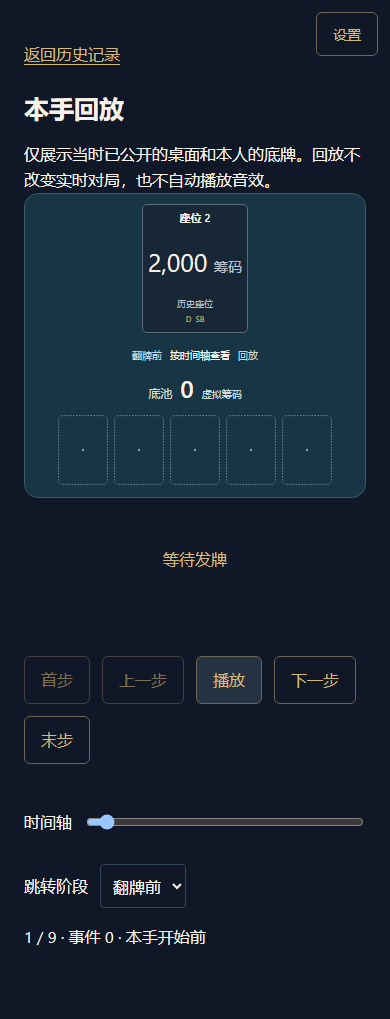 设置
返回历史记录
本手回放
仅展示当时已公开的桌面和本人的底牌。回放不
改变实时对局，也不自动播放音效。
座位 2
2,000 筹码
历史座位
D SB
翻牌前 按时间轴查看 回放
底池 0 虚拟筹码
· · · · ·
等待发牌
首步 上一步 播放 下一步
末步
时间轴
跳转阶段 翻牌前
1 / 9 · 事件 0 · 本手开始前